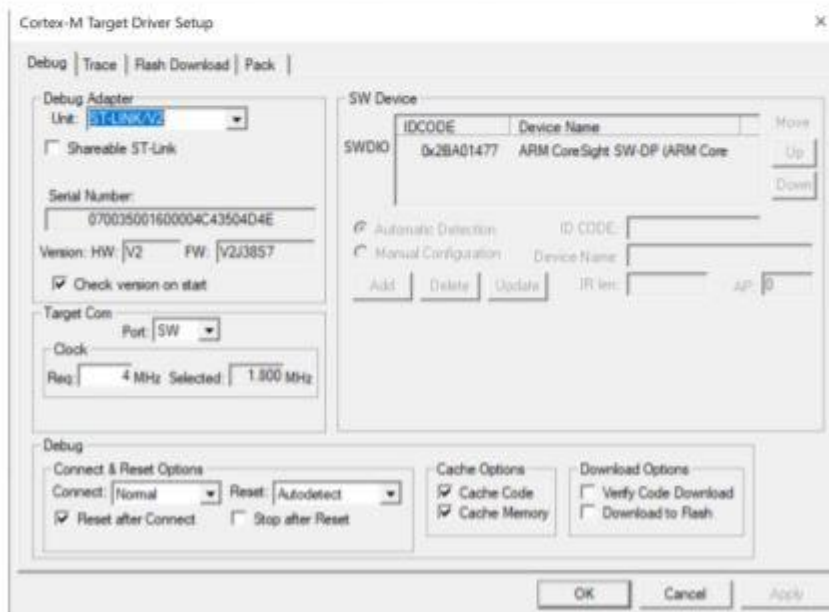 Cortex-M Target Driver Setup
Debug Trace Flash Download Pack
Debug Adapter
Unit: ST-LINK/V2
Shareable ST-Link
Serial Number:
070035001600004C43504D4E
Version: HW: V2 FW: V2J38S7
Check version on start
Target Com
Port: SW
Clock
Req: 4 MHz Selected: 1.800 MHz
SW Device
IDCODE Device Name
SWDIO 0x2BA01477 ARM CoreSight SW-DP (ARM Core
Move
Up
Down
Automatic Detection ID CODE:
Manual Configuration Device Name:
Add Delete Update IR len: AP: 0
Debug
Connect & Reset Options
Connect: Normal Reset: Autodetect
Reset after Connect Stop after Reset
Cache Options
Cache Code
Cache Memory
Download Options
Verify Code Download
Download to Flash
OK Cancel Apply